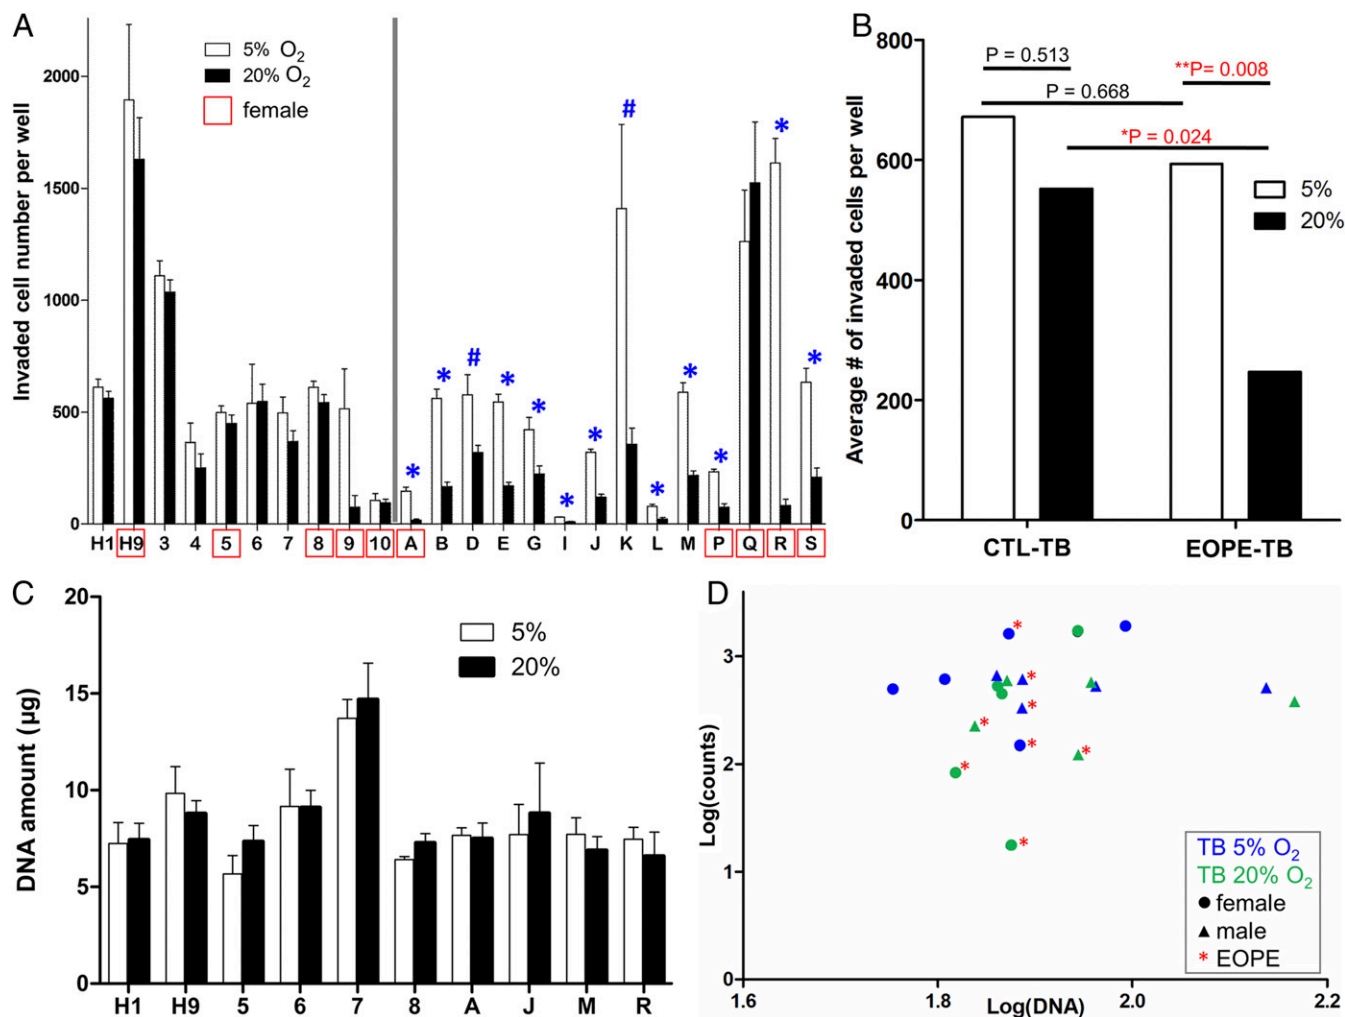 A
Invaded cell number per well
2000
1500
1000
500
0
5% O₂
20% O₂
female
# * * # * * * * * * * * * *
H1 H9 3 4 5 6 7 8 9 10 A B D E G I J K L M P Q R S
B
Average # of invaded cells per well
800
600
400
200
0
P = 0.513
**P= 0.008
P = 0.668
*P = 0.024
5%
20%
CTL-TB EOPE-TB
C
DNA amount (µg)
20
15
10
5
0
5%
20%
H1 H9 5 6 7 8 A J M R
D
Log(counts)
3
2
1
0
* * * * * * * *
TB 5% O₂
TB 20% O₂
female
male
* EOPE
1.6 1.8 2.0 2.2
Log(DNA)